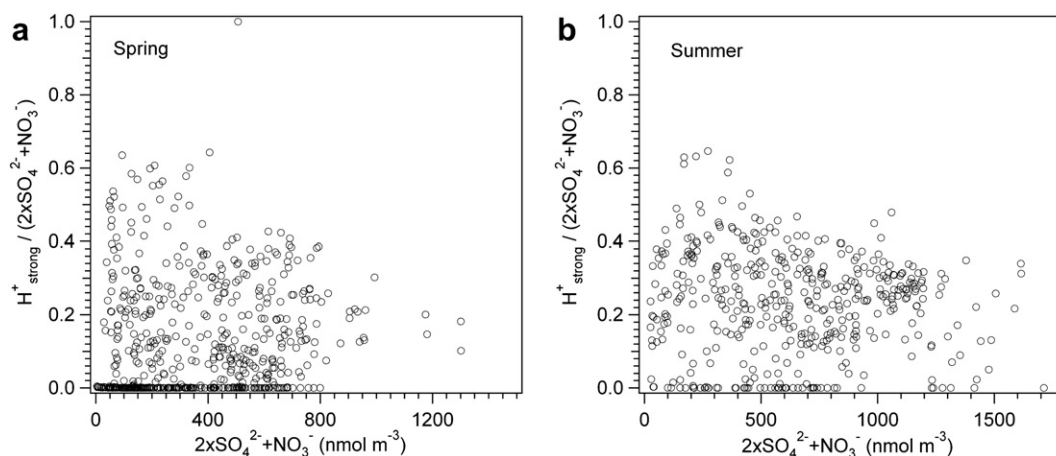 a
Spring
1.0
0.8
0.6
0.4
0.2
0.0
H⁺strong / (2xSO₄²⁻+NO₃⁻)
0 400 800 1200
2xSO₄²⁻+NO₃⁻ (nmol m⁻³)
b
Summer
1.0
0.8
0.6
0.4
0.2
0.0
H⁺strong / (2xSO₄²⁻+NO₃⁻)
0 500 1000 1500
2xSO₄²⁻+NO₃⁻ (nmol m⁻³)